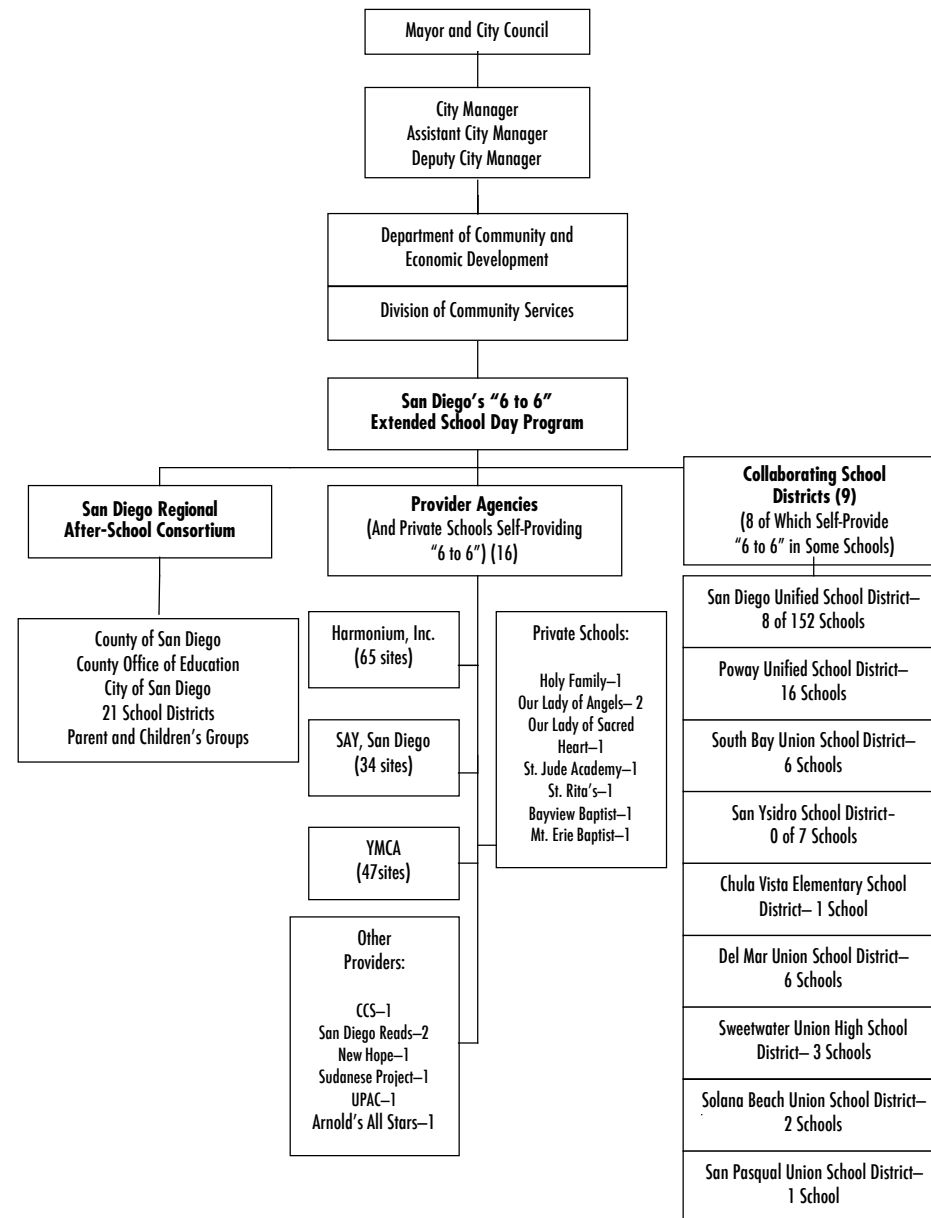 Mayor and City Council
City Manager
Assistant City Manager
Deputy City Manager
Department of Community and
Economic Development
Division of Community Services
San Diego’s “6 to 6”
Extended School Day Program
San Diego Regional
After-School Consortium
County of San Diego
County Office of Education
City of San Diego
21 School Districts
Parent and Children’s Groups
Provider Agencies
(And Private Schools Self-Providing
“6 to 6”) (16)
Harmonium, Inc.
(65 sites)
SAY, San Diego
(34 sites)
YMCA
(47sites)
Other
Providers:
CCS–1
San Diego Reads–2
New Hope–1
Sudanese Project–1
UPAC–1
Arnold’s All Stars–1
Private Schools:
Holy Family–1
Our Lady of Angels– 2
Our Lady of Sacred
Heart–1
St. Jude Academy–1
St. Rita’s–1
Bayview Baptist–1
Mt. Erie Baptist–1
Collaborating School
Districts (9)
(8 of Which Self-Provide
“6 to 6” in Some Schools)
San Diego Unified School District–
8 of 152 Schools
Poway Unified School District–
16 Schools
South Bay Union School District–
6 Schools
San Ysidro School District-
0 of 7 Schools
Chula Vista Elementary School
District– 1 School
Del Mar Union School District–
6 Schools
Sweetwater Union High School
District– 3 Schools
Solana Beach Union School District–
2 Schools
San Pasqual Union School District–
1 School